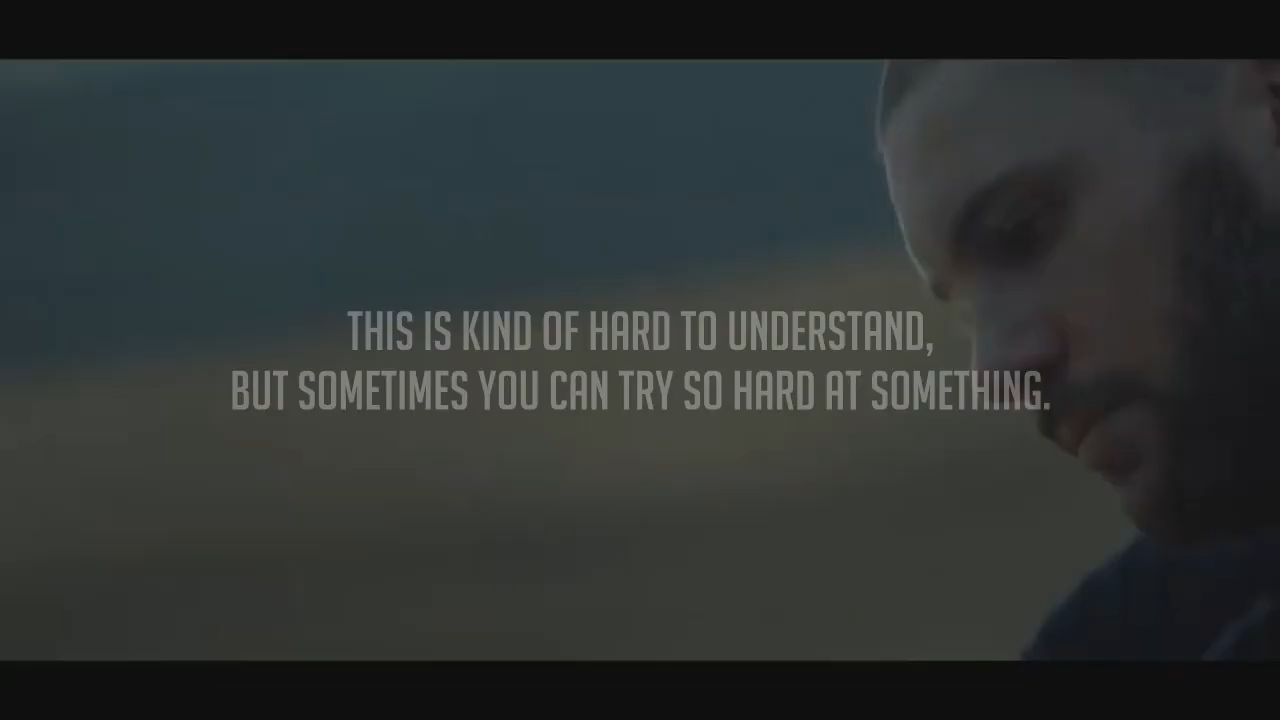 THIS IS KIND OF HARD TO UNDERSTAND,
BUT SOMETIMES YOU CAN TRY SO HARD AT SOMETHING.